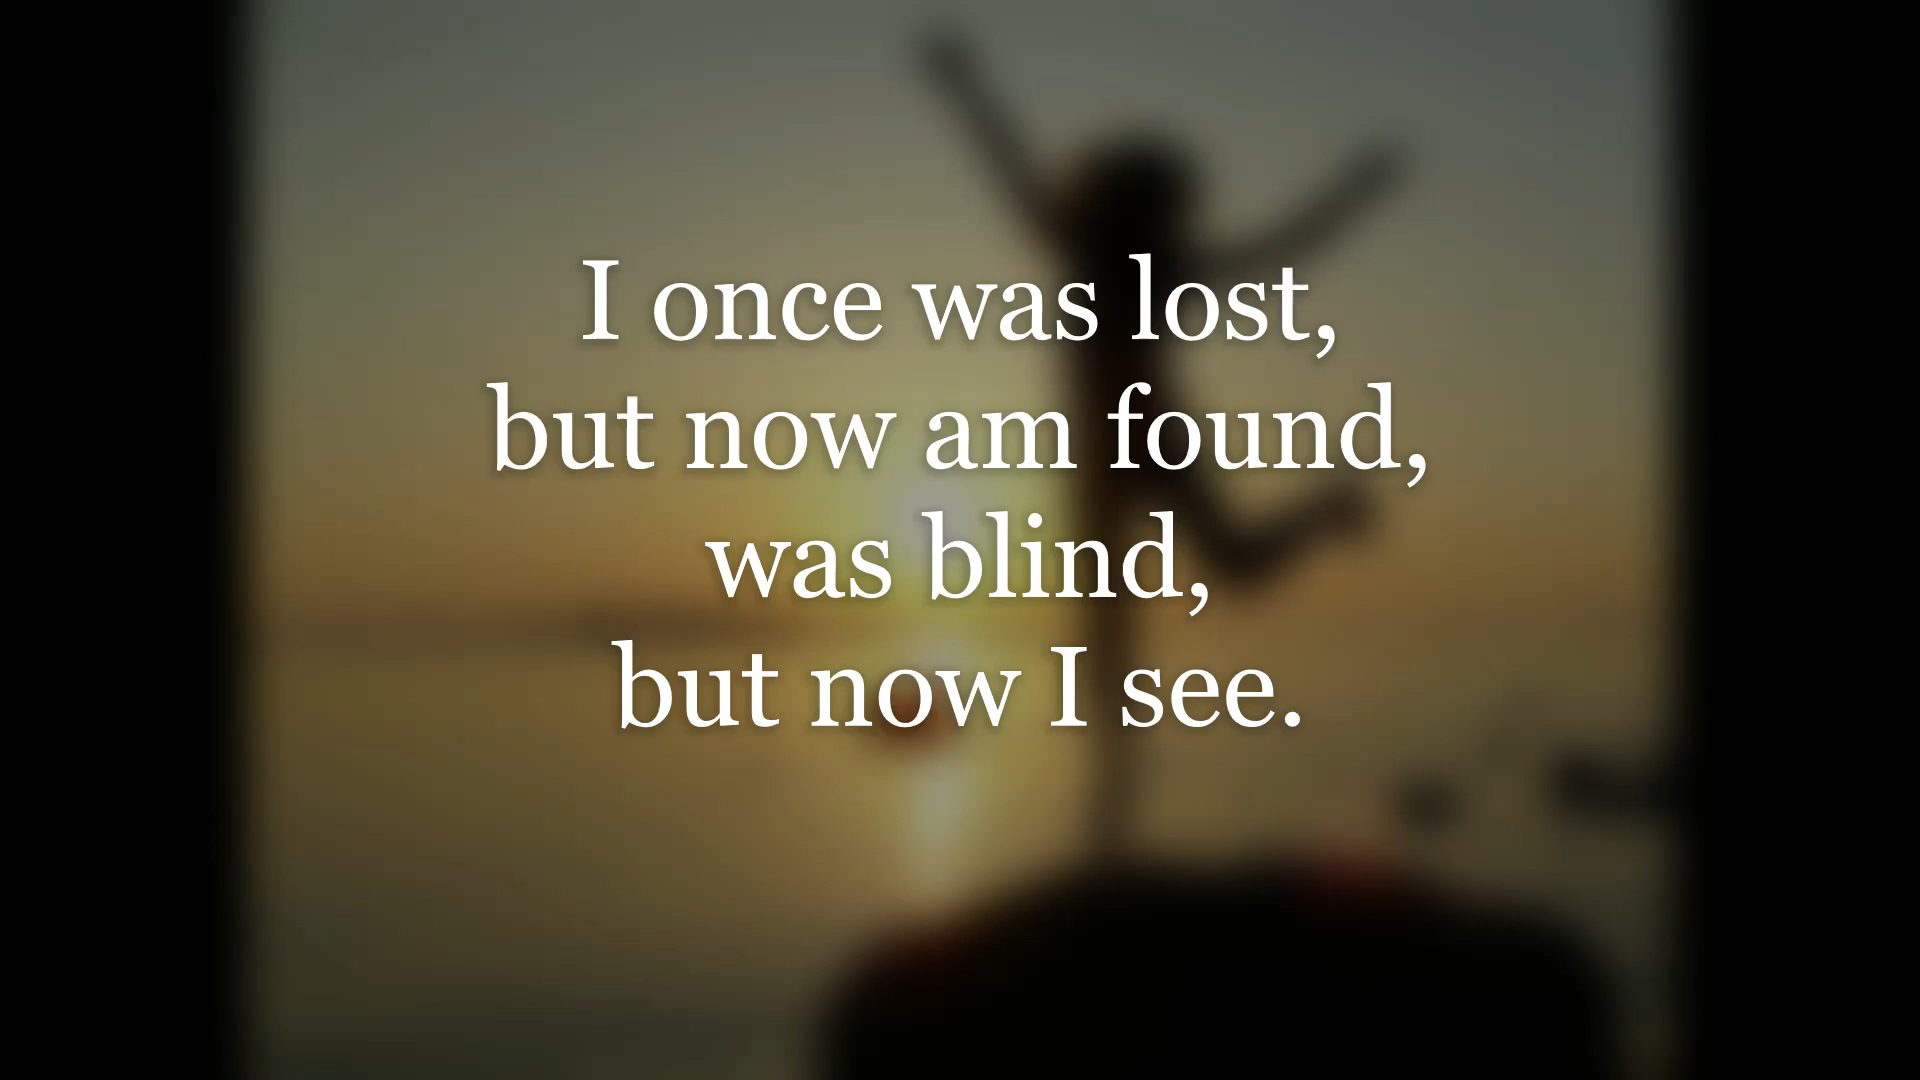 I once was lost,
but now am found,
was blind,
but now I see.